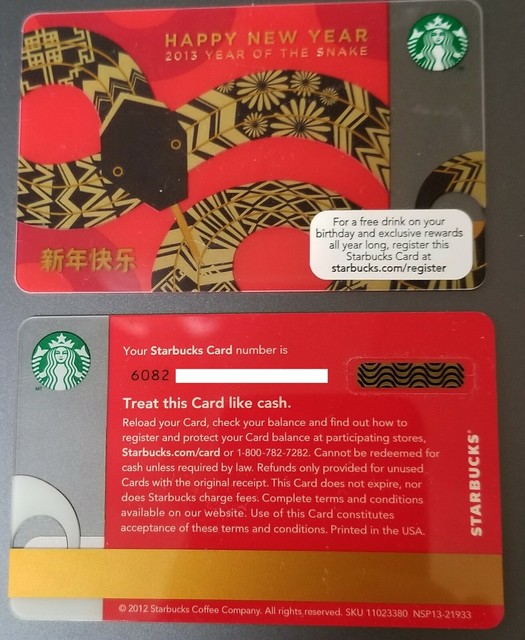 HAPPY NEW YEAR
2013 YEAR OF THE SNAKE
新年快乐
For a free drink on your
birthday and exclusive rewards
all year long, register this
Starbucks Card at
starbucks.com/register
Your Starbucks Card number is
6082
Treat this Card like cash.
Reload your Card, check your balance and find out how to
register and protect your Card balance at participating stores,
Starbucks.com/card or 1-800-782-7282. Cannot be redeemed for
cash unless required by law. Refunds only provided for unused
Cards with the original receipt. This Card does not expire, nor
does Starbucks charge fees. Complete terms and conditions
available on our website. Use of this Card constitutes
acceptance of these terms and conditions. Printed in the USA.
STARBUCKS®
© 2012 Starbucks Coffee Company. All rights reserved. SKU 11023380 NSP13-21933